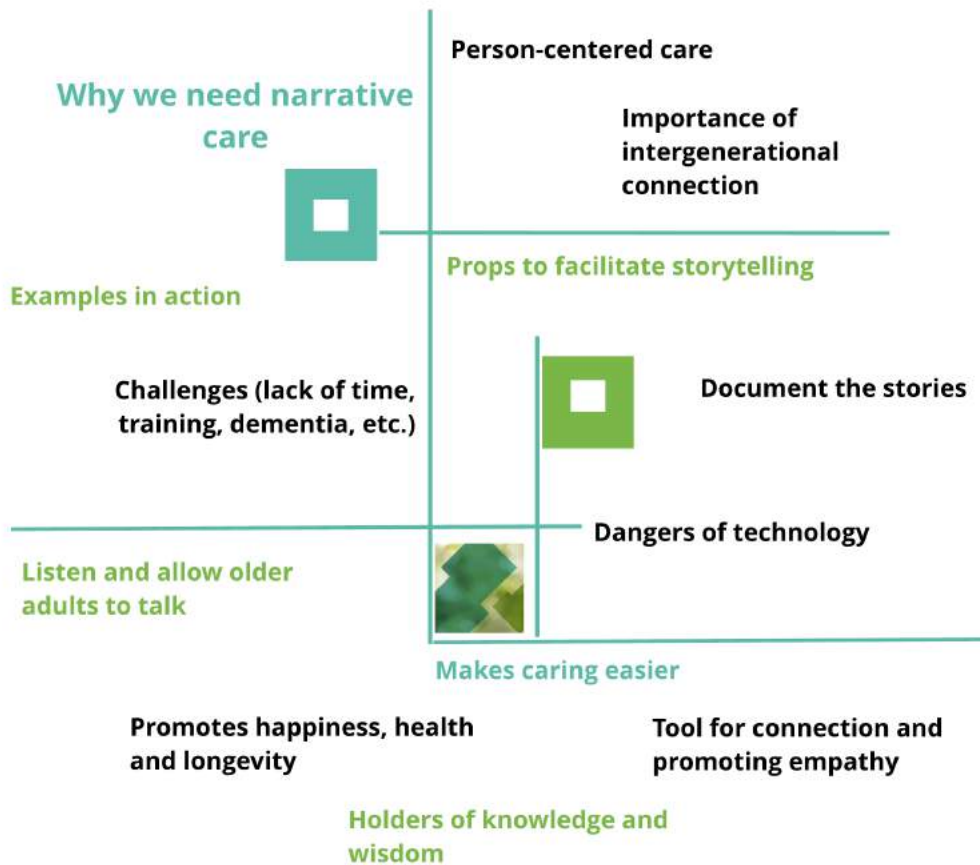 Person-centered care
Why we need narrative
care
Importance of
intergenerational
connection
Props to facilitate storytelling
Examples in action
Challenges (lack of time,
training, dementia, etc.)
Document the stories
Dangers of technology
Listen and allow older
adults to talk
Makes caring easier
Promotes happiness, health
and longevity
Tool for connection and
promoting empathy
Holders of knowledge and
wisdom